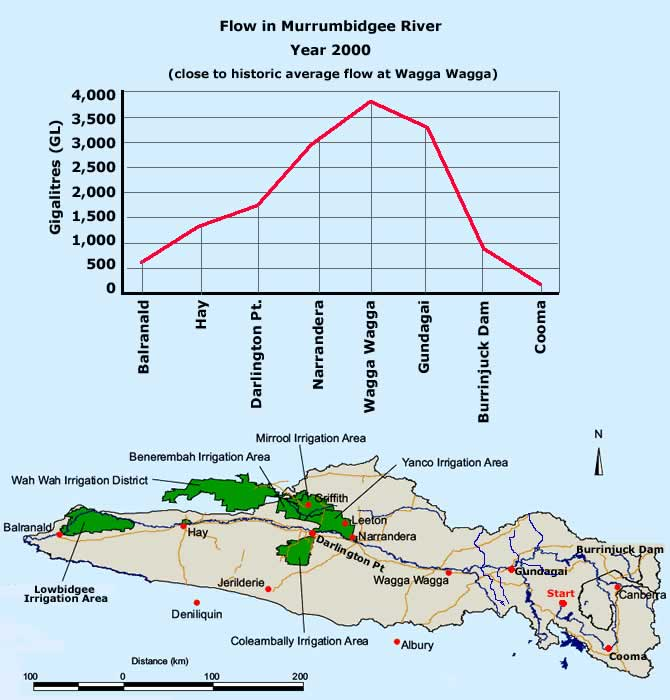 Flow in Murrumbidgee River
Year 2000
(close to historic average flow at Wagga Wagga)
Gigalitres (GL)
4,000
3,500
3,000
2,500
2,000
1,500
1,000
500
0
Balranald
Hay
Darlington Pt.
Narrandera
Wagga Wagga
Gundagai
Burrinjuck Dam
Cooma
Mirrool Irrigation Area
N
Benerembah Irrigation Area
Yanco Irrigation Area
Wah Wah Irrigation District
Griffith
Leeton
Balranald
Hay
Narrandera
Darlington Pt
Burrinjuck Dam
Gundagai
Wagga Wagga
Jerilderie
Lowbidgee
Irrigation Area
Start
Canberra
Deniliquin
Coleambally Irrigation Area
Albury
Cooma
Distance (km)
100
0
100
200